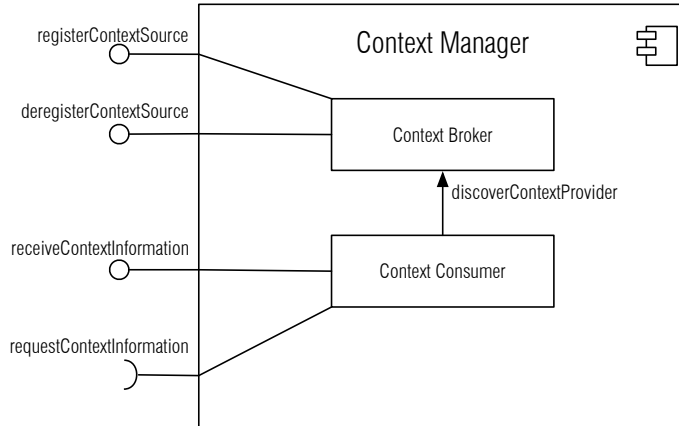 registerContextSource
Context Manager
deregisterContextSource
Context Broker
discoverContextProvider
receiveContextInformation
Context Consumer
requestContextInformation